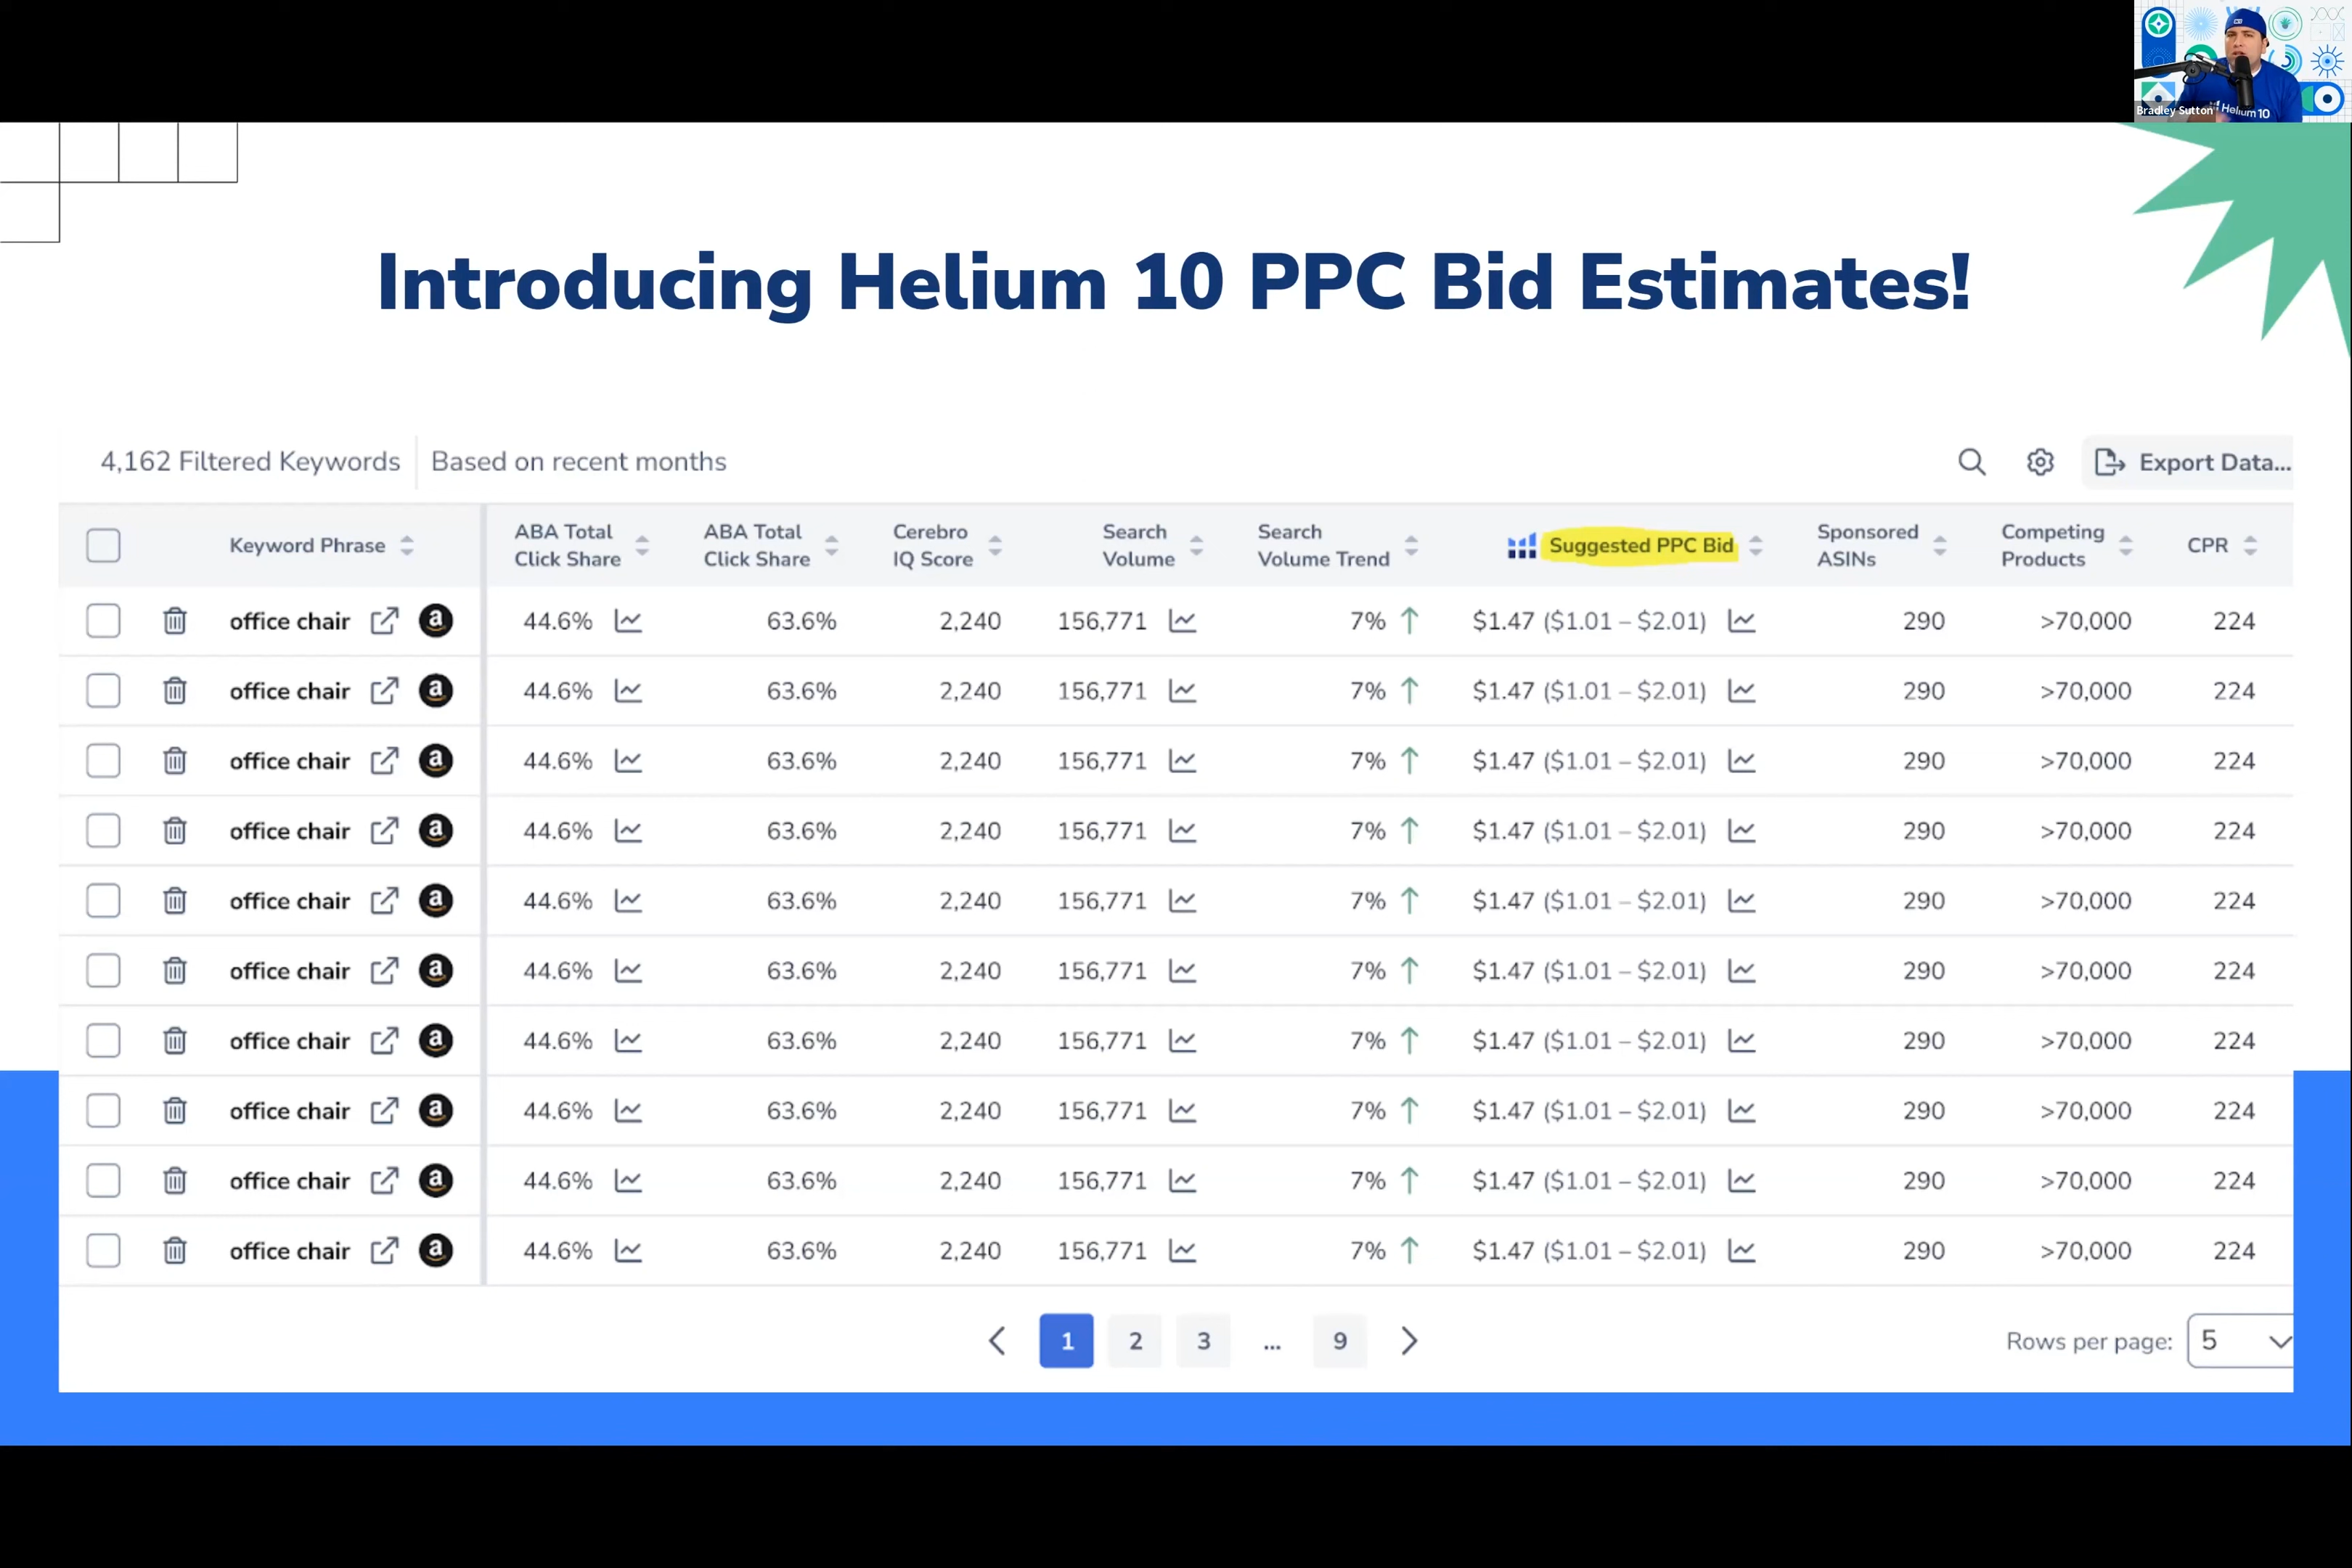 Bradley Sutton
Helium 10
Introducing Helium 10 PPC Bid Estimates!
4,162 Filtered Keywords Based on recent months Export Data...
Keyword Phrase ABA Total Click Share ABA Total Click Share Cerebro IQ Score Search Volume Search Volume Trend Suggested PPC Bid Sponsored ASINs Competing Products CPR
office chair 44.6% 63.6% 2,240 156,771 7% $1.47 ($1.01 – $2.01) 290 >70,000 224
office chair 44.6% 63.6% 2,240 156,771 7% $1.47 ($1.01 – $2.01) 290 >70,000 224
office chair 44.6% 63.6% 2,240 156,771 7% $1.47 ($1.01 – $2.01) 290 >70,000 224
office chair 44.6% 63.6% 2,240 156,771 7% $1.47 ($1.01 – $2.01) 290 >70,000 224
office chair 44.6% 63.6% 2,240 156,771 7% $1.47 ($1.01 – $2.01) 290 >70,000 224
office chair 44.6% 63.6% 2,240 156,771 7% $1.47 ($1.01 – $2.01) 290 >70,000 224
office chair 44.6% 63.6% 2,240 156,771 7% $1.47 ($1.01 – $2.01) 290 >70,000 224
office chair 44.6% 63.6% 2,240 156,771 7% $1.47 ($1.01 – $2.01) 290 >70,000 224
office chair 44.6% 63.6% 2,240 156,771 7% $1.47 ($1.01 – $2.01) 290 >70,000 224
office chair 44.6% 63.6% 2,240 156,771 7% $1.47 ($1.01 – $2.01) 290 >70,000 224
1 2 3 ... 9 Rows per page: 5